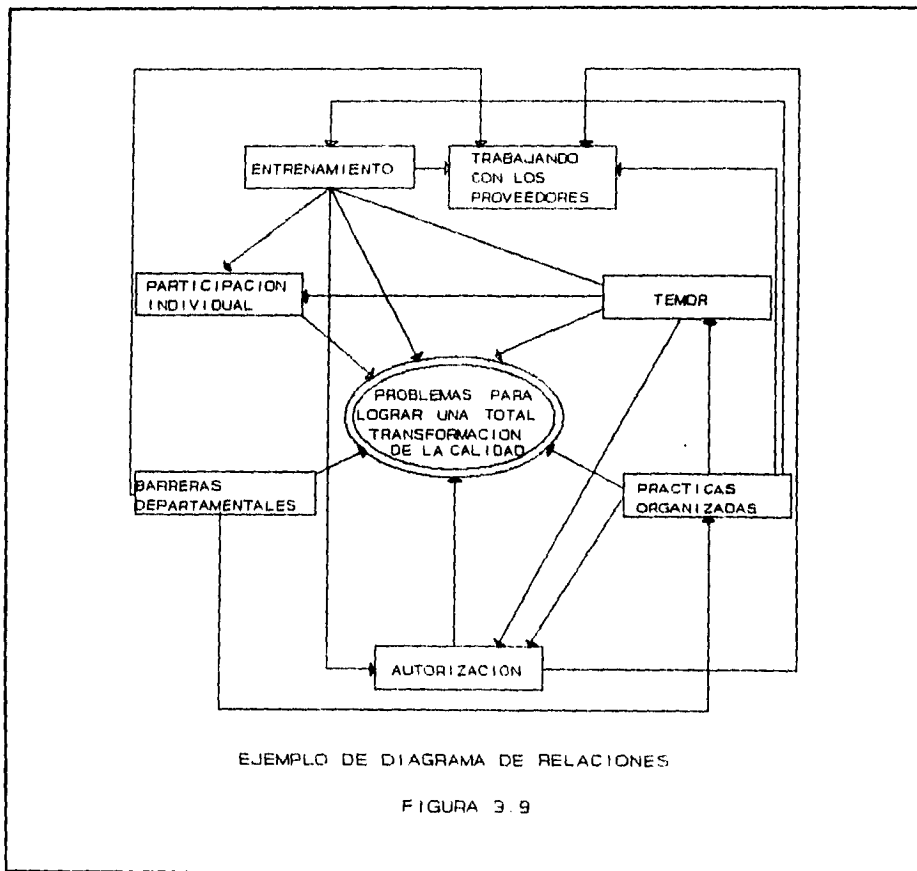 ENTRENAMIENTO
TRABAJANDO
CON LOS
PROVEEDORES
PARTICIPACION
INDIVIDUAL
TEMOR
PROBLEMAS PARA
LOGRAR UNA TOTAL
TRANSFORMACION
DE LA CALIDAD
BARRERAS
DEPARTAMENTALES
PRACTICAS
ORGANIZADAS
AUTORIZACION
EJEMPLO DE DIAGRAMA DE RELACIONES
FIGURA 3.9